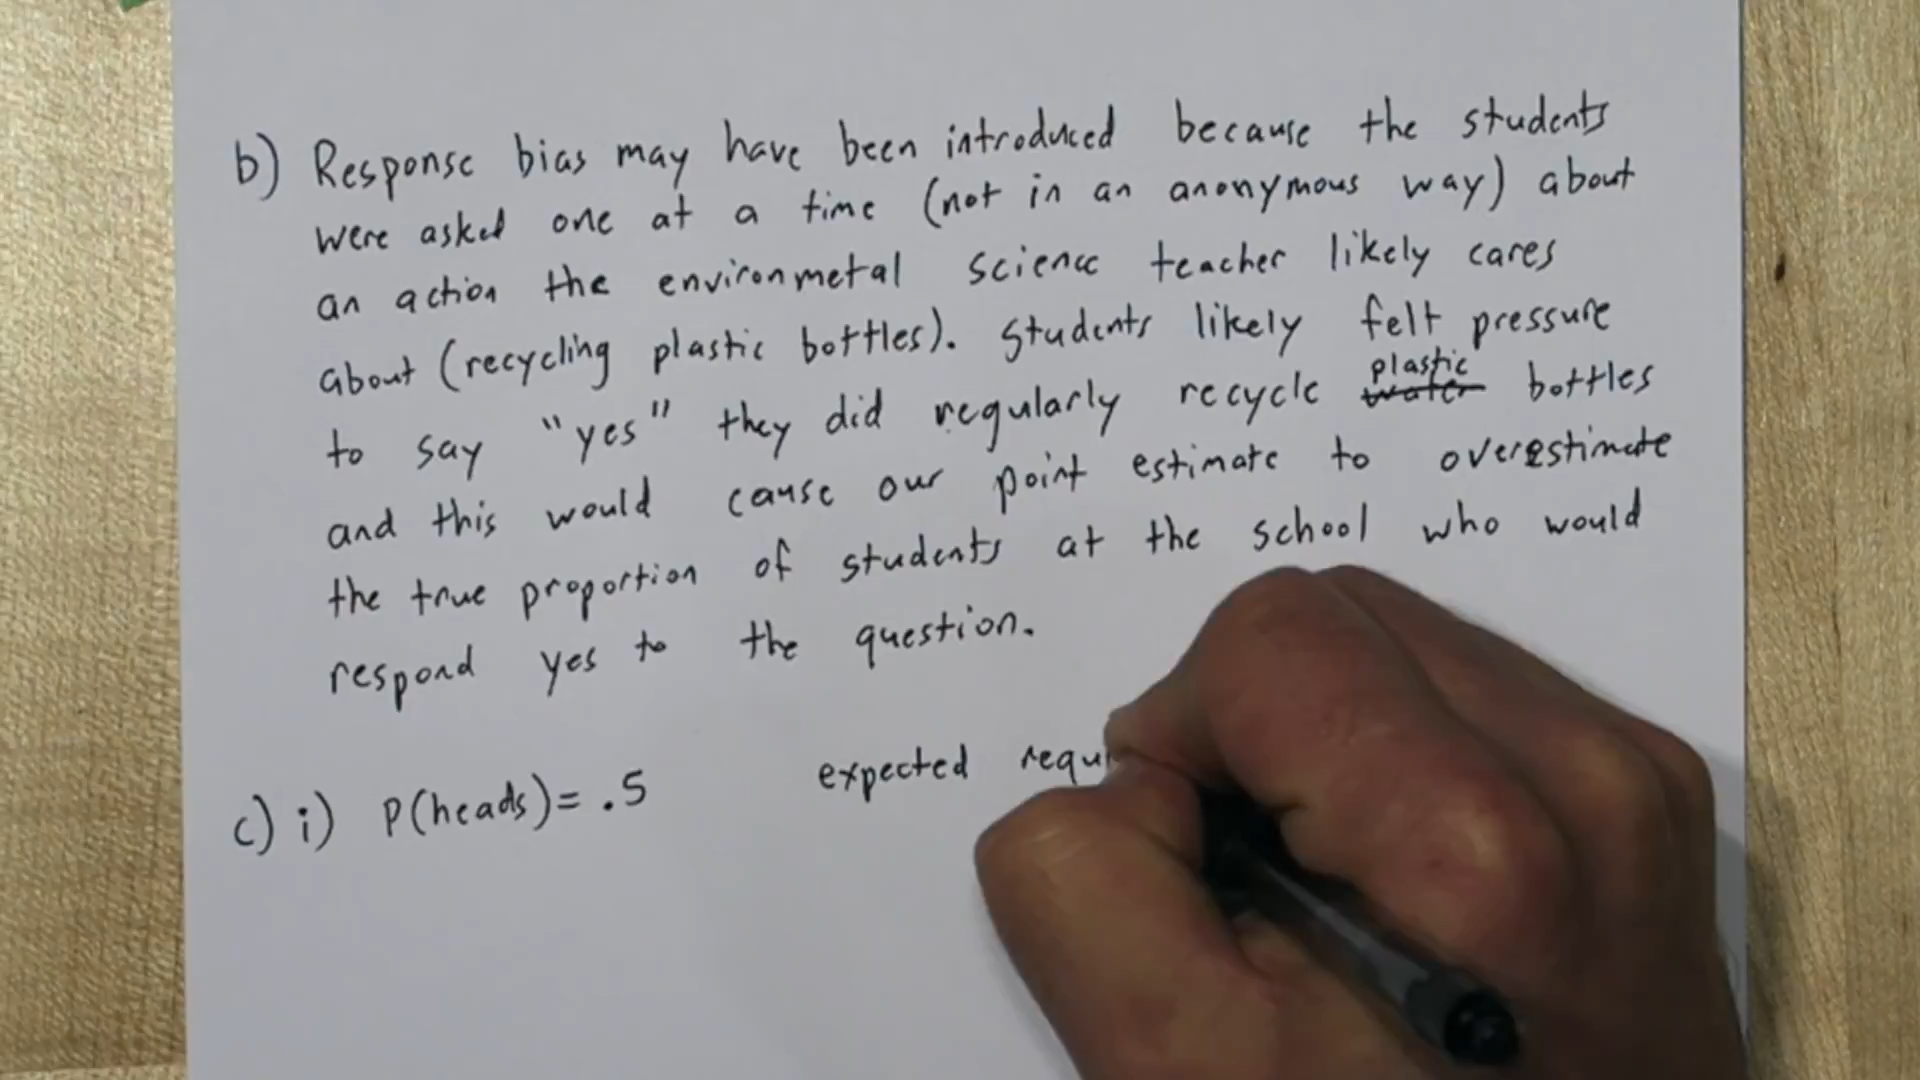 b) Response bias may have been introduced because the students
were asked one at a time (not in an anonymous way) about
an action the environmetal science teacher likely cares
about (recycling plastic bottles). Students likely felt pressure
to say "yes" they did regularly recycle water plastic bottles
and this would cause our point estimate to overestimate
the true proportion of students at the school who would
respond yes to the question.
c) i) P(heads) = .5 expected